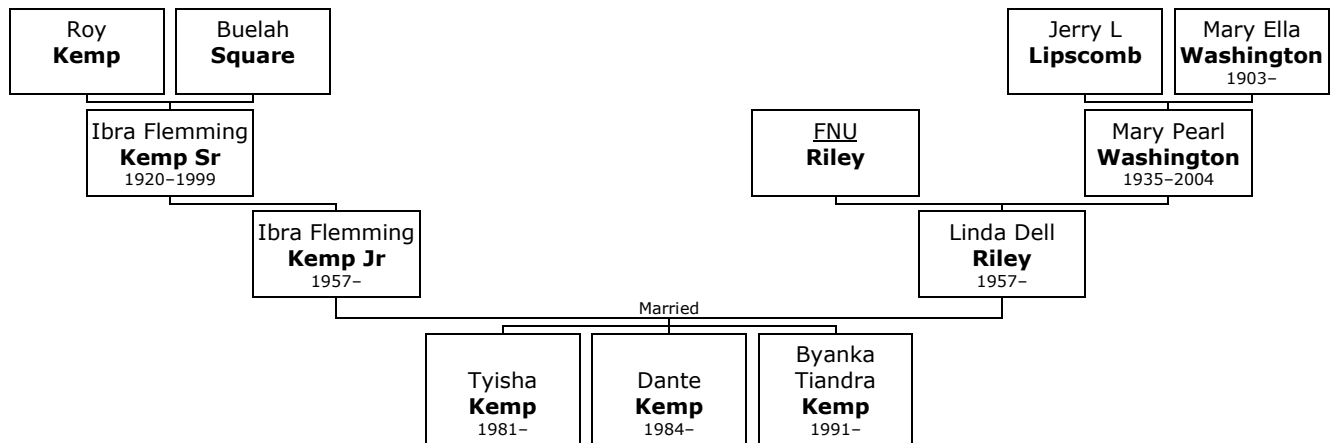 Roy
Kemp
Buelah
Square
Jerry L
Lipscomb
Mary Ella
Washington
1903–
Ibra Flemming
Kemp Sr
1920–1999
FNU
Riley
Mary Pearl
Washington
1935–2004
Ibra Flemming
Kemp Jr
1957–
Linda Dell
Riley
1957–
Married
Tyisha
Kemp
1981–
Dante
Kemp
1984–
Byanka
Tiandra
Kemp
1991–